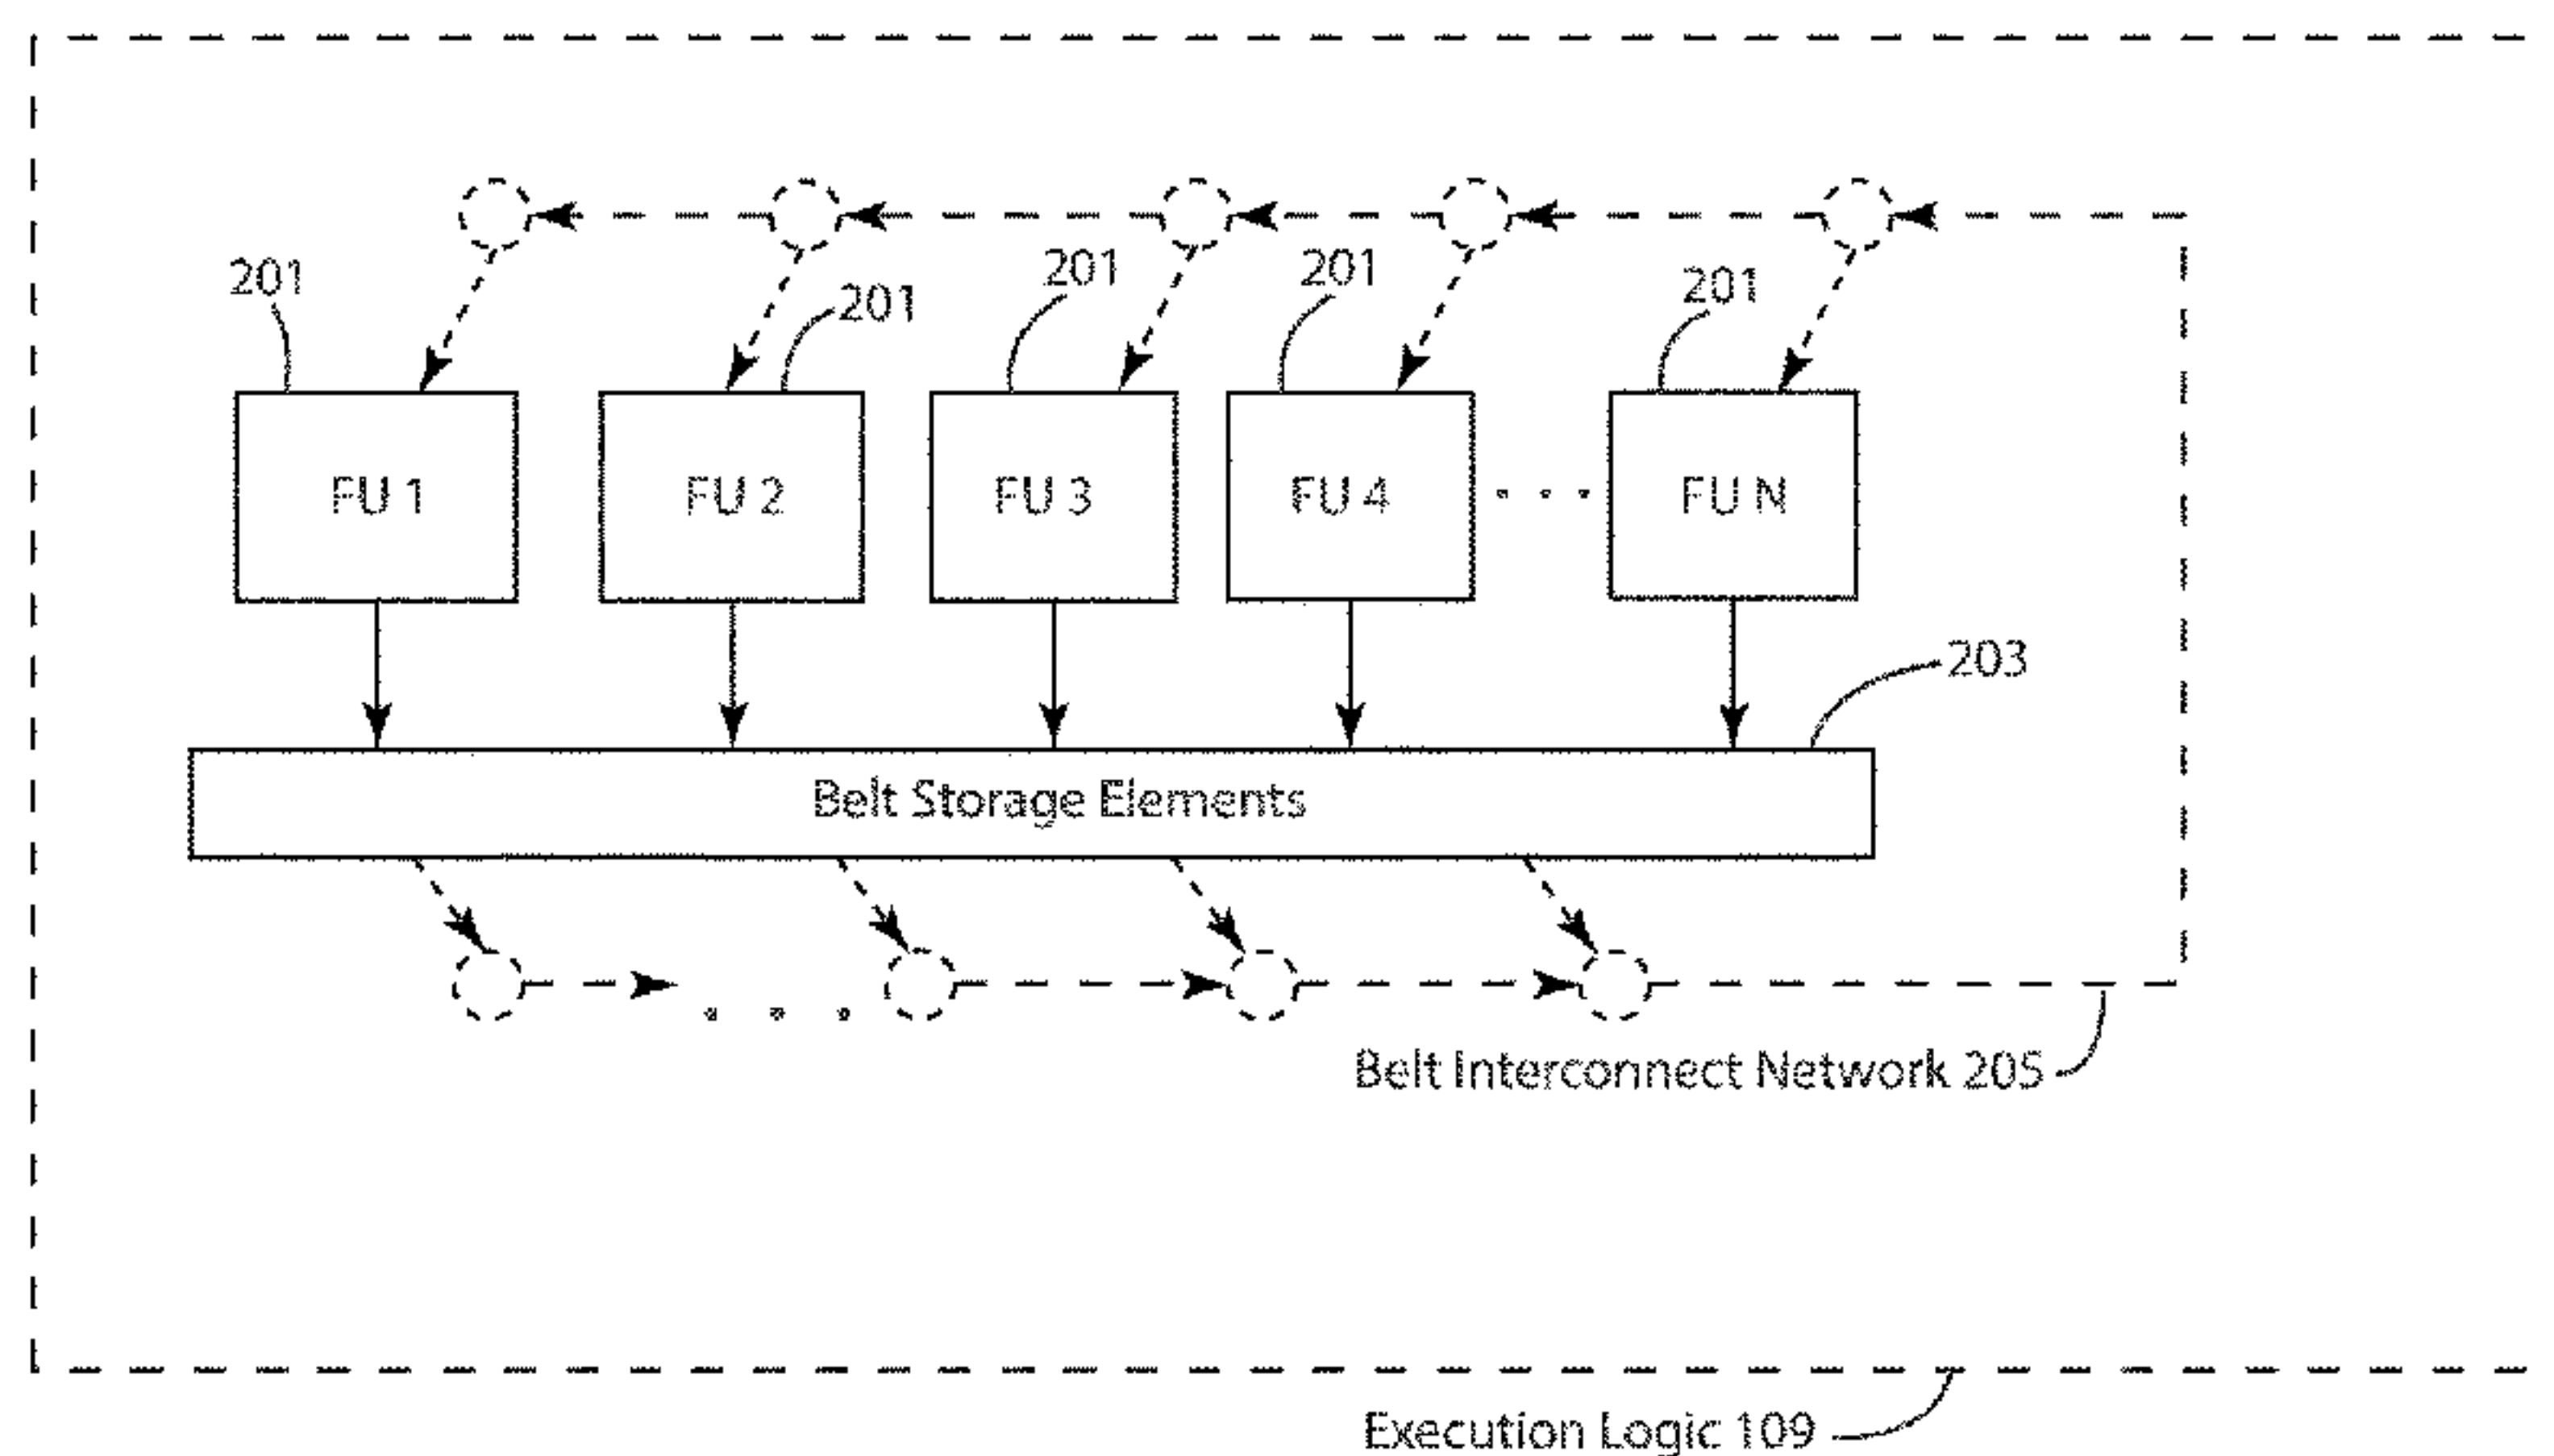 201
201
201
201
201
FU 1
FU 2
FU 3
FU 4
FU N
203
Belt Storage Elements
Belt Interconnect Network 205
Execution Logic 109